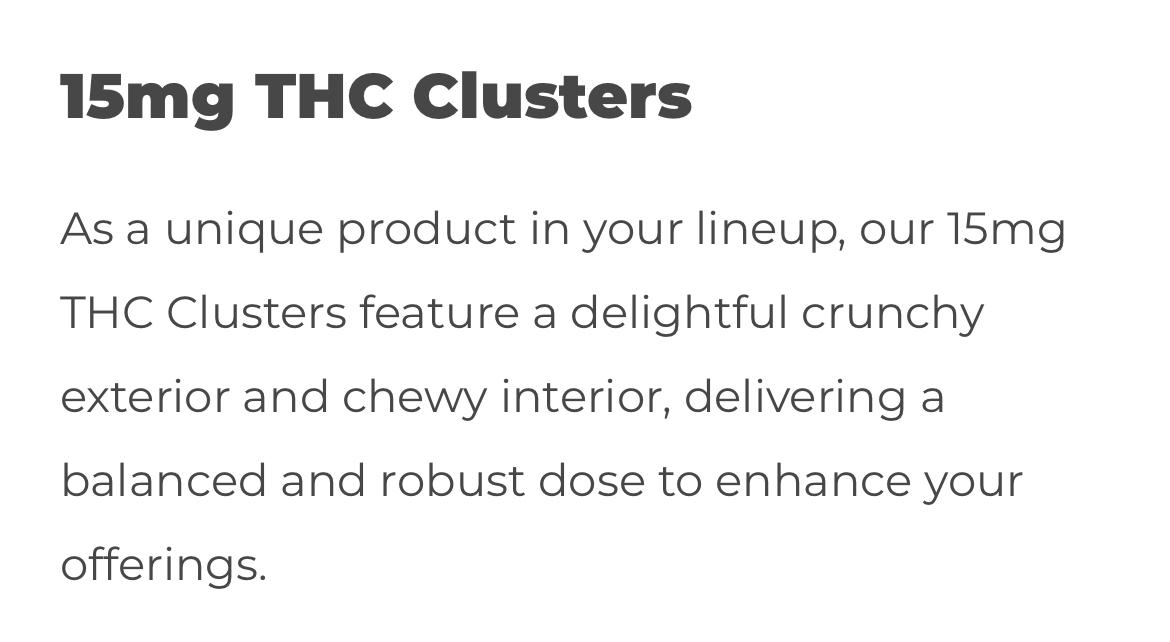 15mg THC Clusters
As a unique product in your lineup, our 15mg
THC Clusters feature a delightful crunchy
exterior and chewy interior, delivering a
balanced and robust dose to enhance your
offerings.